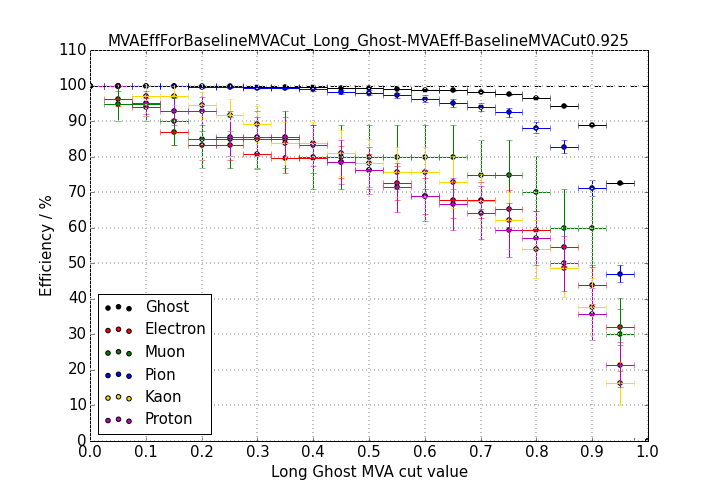 MVAEffForBaselineMVACut_Long_Ghost-MVAEff-BaselineMVACut0.925
110
100
90
80
70
60
50
40
30
20
10
0
Efficiency / %
Ghost
Electron
Muon
Pion
Kaon
Proton
0.0 0.1 0.2 0.3 0.4 0.5 0.6 0.7 0.8 0.9 1.0
Long Ghost MVA cut value